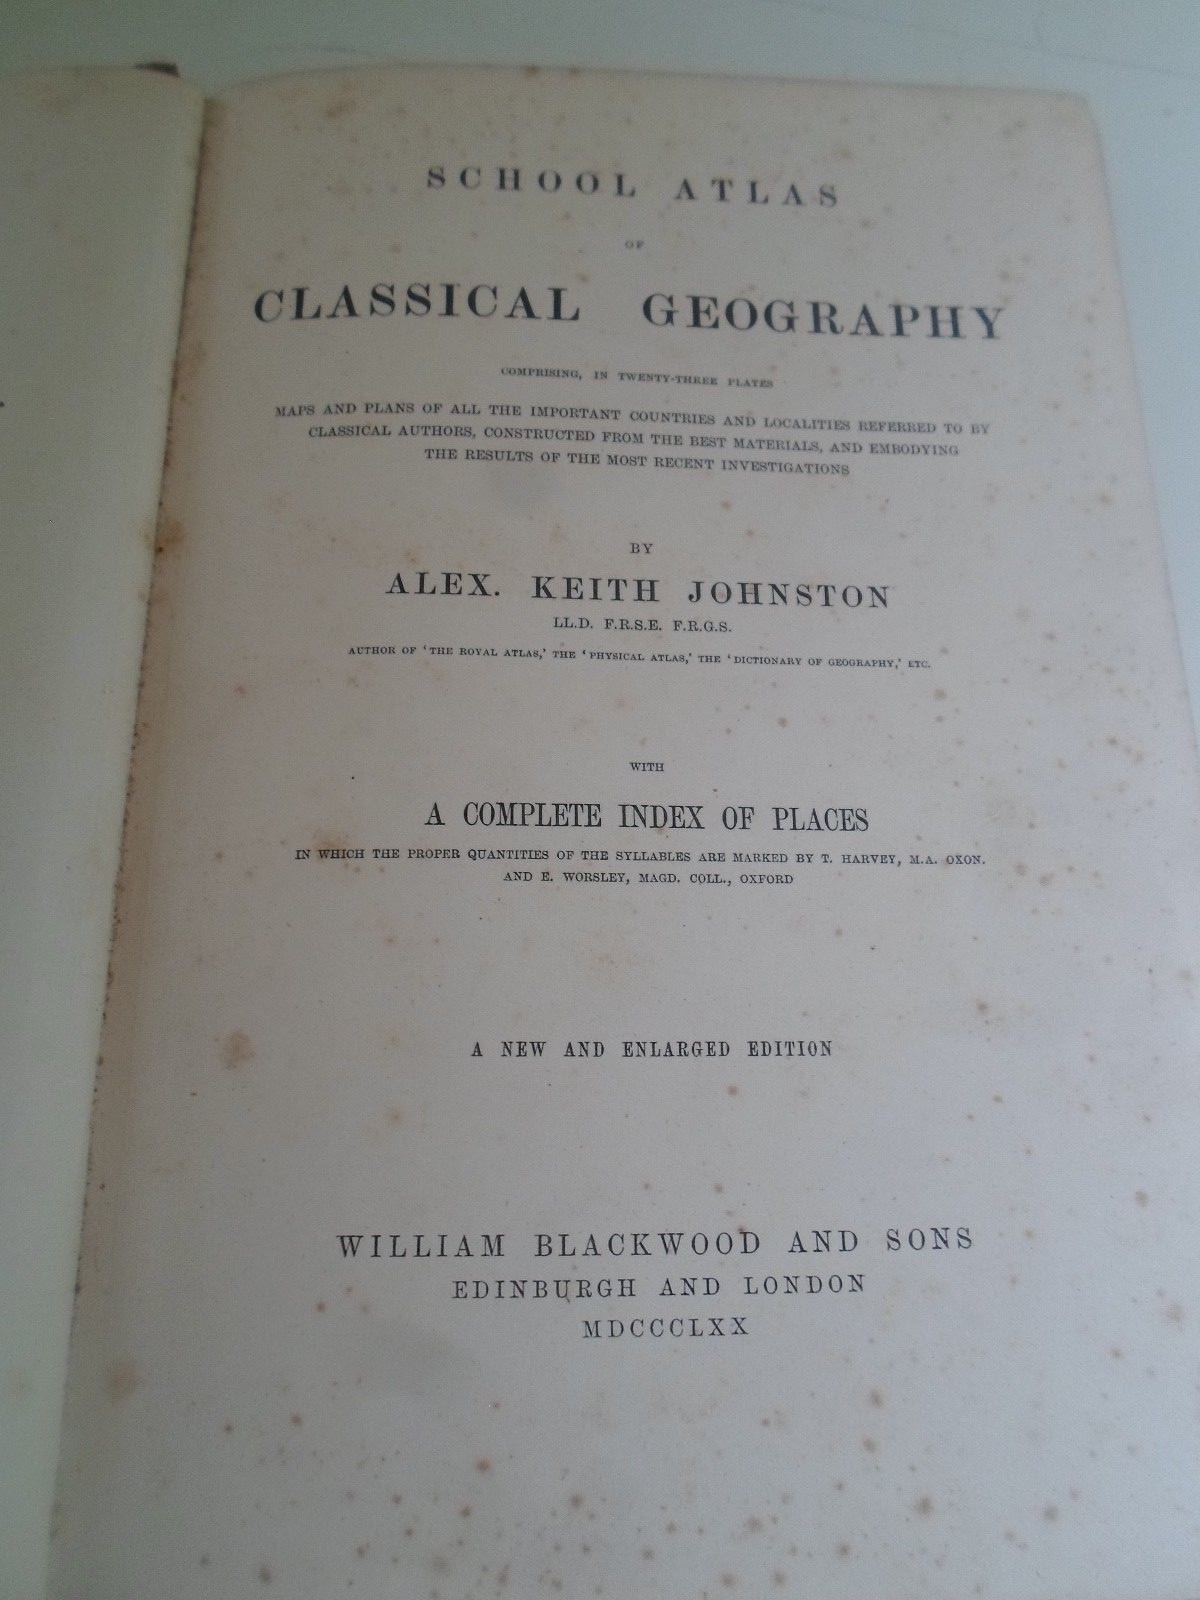 SCHOOL ATLAS
OF
CLASSICAL GEOGRAPHY
COMPRISING, IN TWENTY-THREE PLATES
MAPS AND PLANS OF ALL THE IMPORTANT COUNTRIES AND LOCALITIES REFERRED TO BY
CLASSICAL AUTHORS, CONSTRUCTED FROM THE BEST MATERIALS, AND EMBODYING
THE RESULTS OF THE MOST RECENT INVESTIGATIONS
BY
ALEX. KEITH JOHNSTON
LL.D. F.R.S.E. F.R.G.S.
AUTHOR OF 'THE ROYAL ATLAS,' THE 'PHYSICAL ATLAS,' THE 'DICTIONARY OF GEOGRAPHY,' ETC.
WITH
A COMPLETE INDEX OF PLACES
IN WHICH THE PROPER QUANTITIES OF THE SYLLABLES ARE MARKED BY T. HARVEY, M.A. OXON.
AND E. WORSLEY, MAGD. COLL., OXFORD
A NEW AND ENLARGED EDITION
WILLIAM BLACKWOOD AND SONS
EDINBURGH AND LONDON
MDCCCLXX